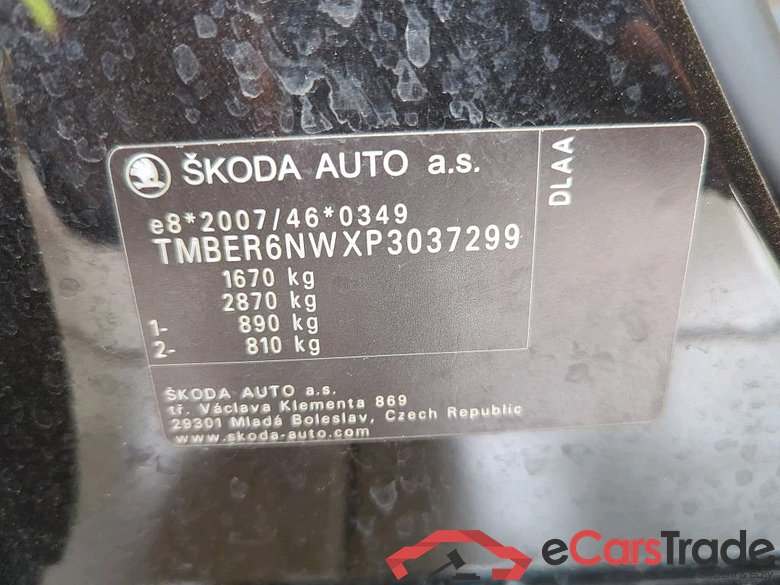 ŠKODA AUTO a.s.
DLAA
e8*2007/46*0349
TMBER6NWXP3037299
1670 kg
2870 kg
1- 890 kg
2- 810 kg
ŠKODA AUTO a.s.
tř. Václava Klementa 869
29301 Mladá Boleslav, Czech Republic
www.skoda-auto.com
eCarsTrade
& easy